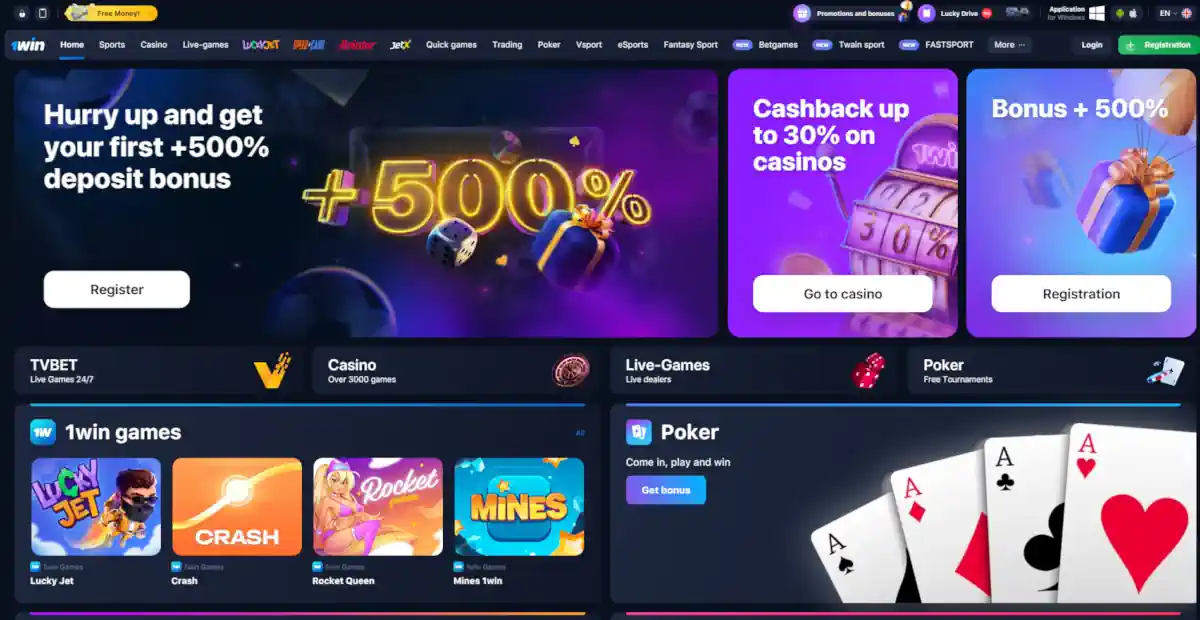 Free Money!
Promotions and bonuses
Lucky Drive
Application
for Windows
EN
1win
Home
Sports
Casino
Live-games
LUCKYJET
SPEED-CASH
JetX
Quick games
Trading
Poker
Vsport
eSports
Fantasy Sport
NEW
Betgames
NEW
Twain sport
NEW
FASTSPORT
More ...
Login
Registration
Hurry up and get
your first +500%
deposit bonus
+500%
Register
Cashback up
to 30% on
casinos
1wi
30%
Go to casino
Bonus + 500%
Registration
TVBET
Live Games 24/7
Casino
Over 3000 games
Live-Games
Live dealers
Poker
Free Tournaments
1W
1win games
All
LUCKY
JET
CRASH
Rocket
MINES
1win Games
1win Games
1win Games
1win Games
Lucky Jet
Crash
Rocket Queen
Mines 1win
Poker
Come in, play and win
Get bonus
A
A
A
A